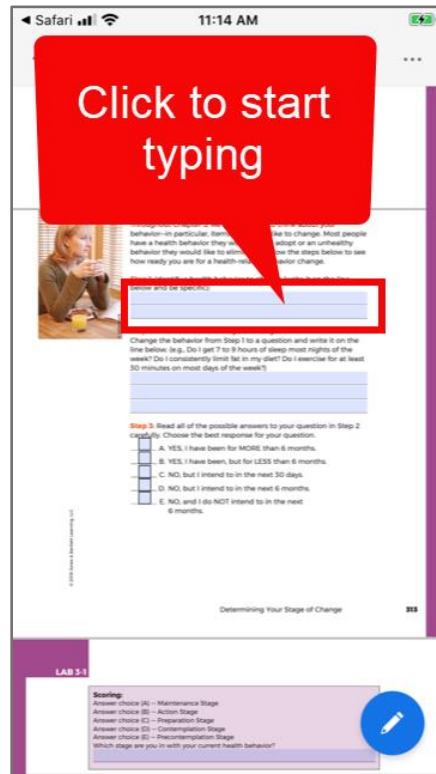 Safari
11:14 AM
Click to start
typing
behavior—in particular, items
like to change. Most people
have a health behavior they
adopt or an unhealthy
behavior they would like to
the steps below to see
how ready you are for a health-
change.
below and be specific):
Change the behavior from Step 1 to a question and write it on the
line below. (e.g., Do I get 7 to 9 hours of sleep most nights of the
week? Do I consistently limit fat in my diet? Do I exercise for at least
30 minutes on most days of the week?)
Step 3: Read all of the possible answers to your question in Step 2
carefully. Choose the best response for your question.
A. YES, I have been for MORE than 6 months.
B. YES, I have been, but for LESS than 6 months.
C. NO, but I intend to in the next 30 days.
D. NO, but I intend to in the next 6 months.
E. NO, and I do NOT intend to in the next
6 months.
© 2019 Jones & Bartlett Learning, LLC
Determining Your Stage of Change 313
LAB 3-1
Scoring:
Answer choice (A) — Maintenance Stage
Answer choice (B) — Action Stage
Answer choice (C) — Preparation Stage
Answer choice (D) — Contemplation Stage
Answer choice (E) — Precontemplation Stage
Which stage are you in with your current health behavior?